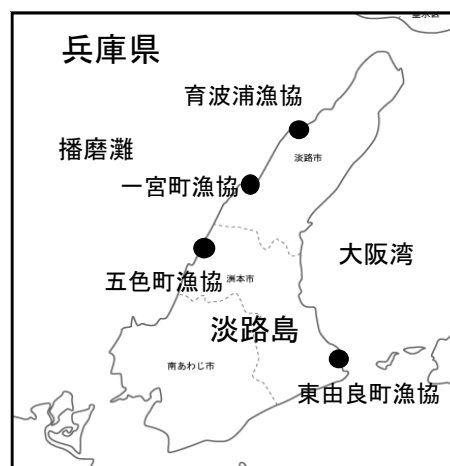 兵庫県
育波浦漁協
播磨灘
淡路市
一宮町漁協
大阪湾
五色町漁協
洲本市
淡路島
南あわじ市
東由良町漁協